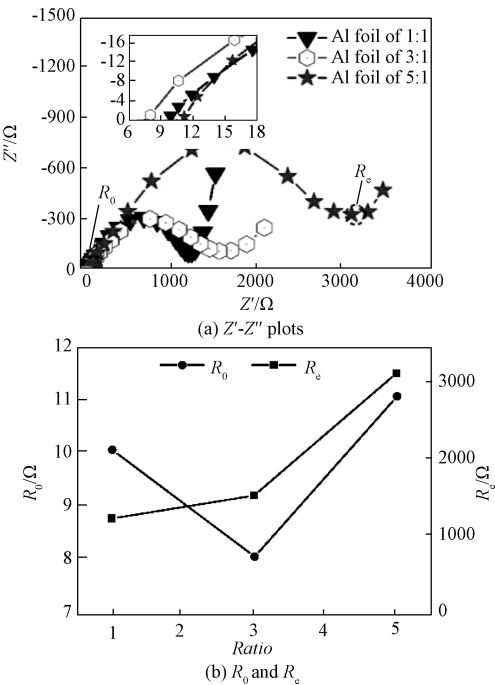 -1500
-1200
-900
-600
-300
0
Z''/Ω
-16
-12
-8
-4
0
6 9 12 15 18
Al foil of 1:1
Al foil of 3:1
Al foil of 5:1
R0
Re
0 1000 2000 3000 4000
Z'/Ω
(a) Z'-Z'' plots
12
11
10
9
8
7
R0/Ω
R0 Re
3000
2000
1000
0
Re/Ω
1 2 3 4 5
Ratio
(b) R0 and Re